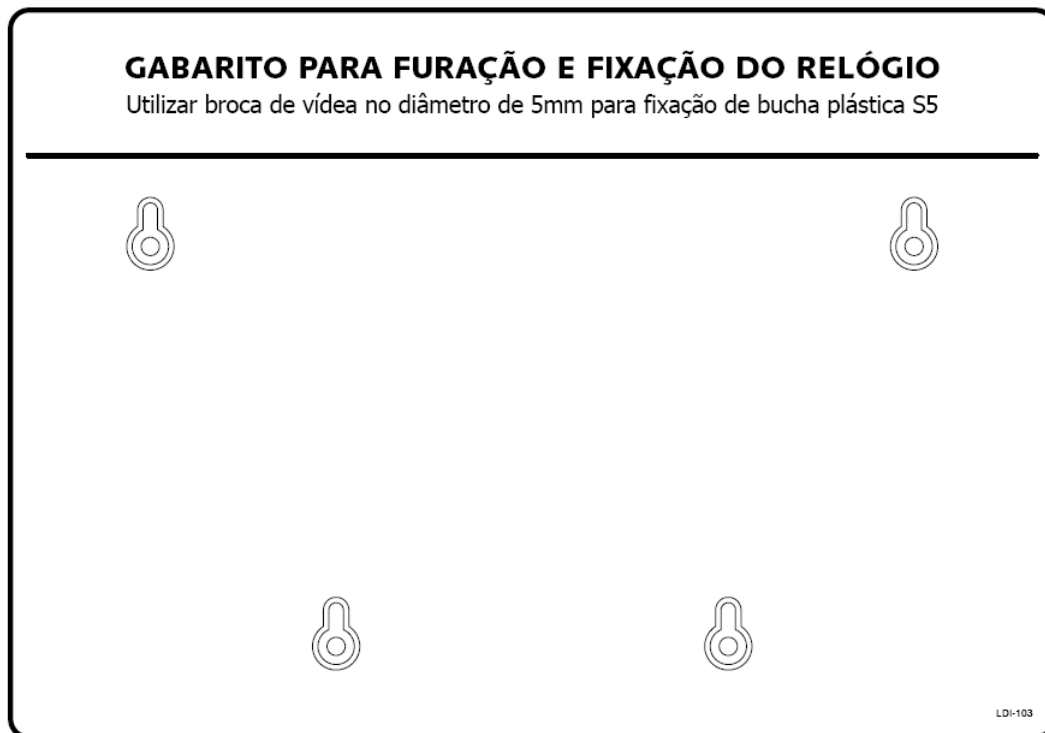 GABARITO PARA FURAÇÃO E FIXAÇÃO DO RELÓGIO
Utilizar broca de vídea no diâmetro de 5mm para fixação de bucha plástica S5
LDI-103